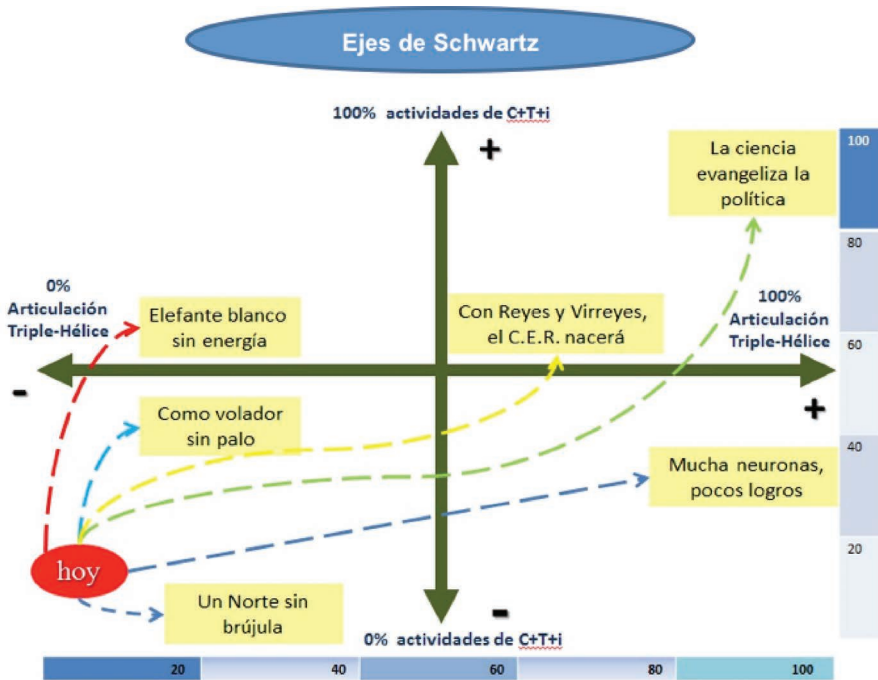 Ejes de Schwartz
100% actividades de C+T+i
+
La ciencia
evangeliza la
política
100
80
60
40
20
0%
Articulación
Triple-Hélice
Elefante blanco
sin energía
Con Reyes y Virreyes,
el C.E.R. nacerá
100%
Articulación
Triple-Hélice
-
+
Como volador
sin palo
Mucha neuronas,
pocos logros
hoy
Un Norte sin
brújula
-
0% actividades de C+T+i
20
40
60
80
100